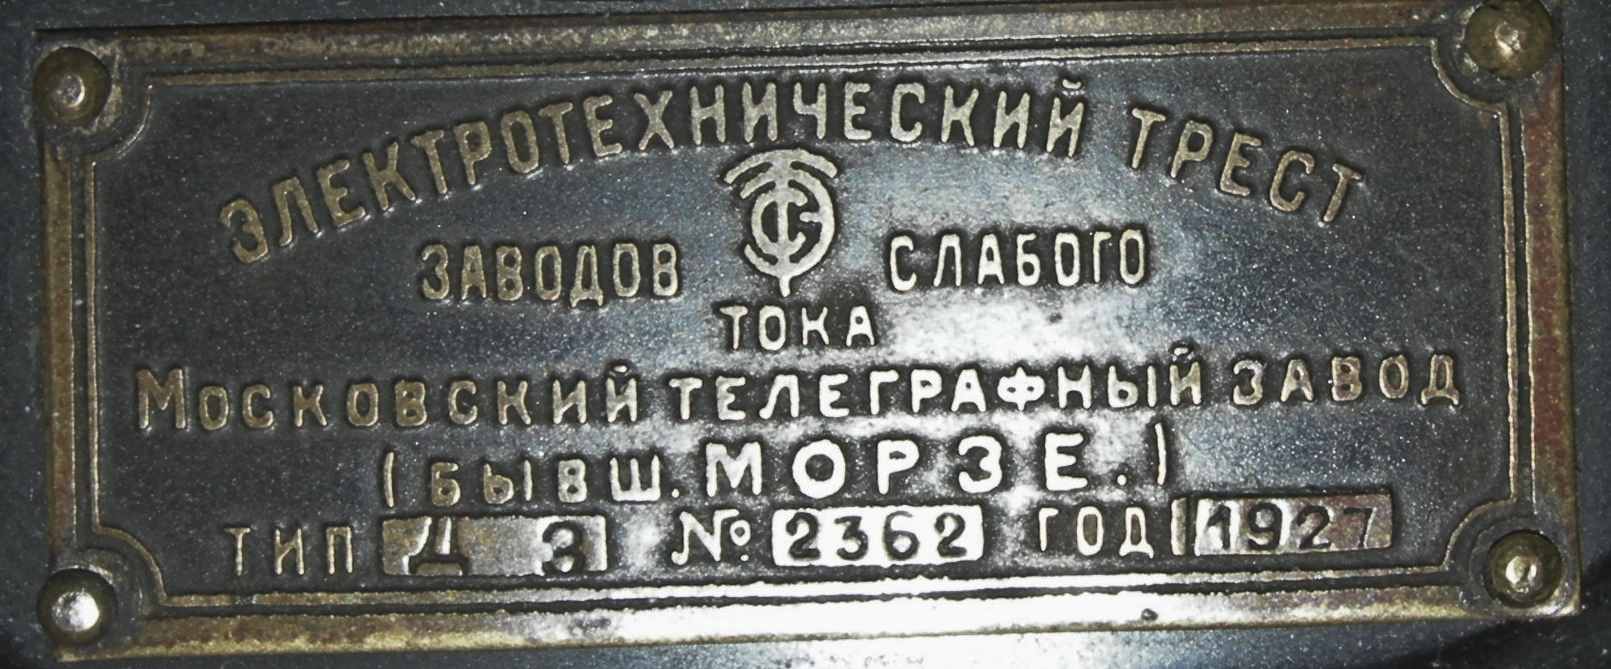 ЭЛЕКТРОТЕХНИЧЕСКИЙ ТРЕСТ
ЗАВОДОВ СЛАБОГО
ТОКА
МОСКОВСКИЙ ТЕЛЕГРАФНЫЙ ЗАВОД
(БЫВШ. МОРЗЕ.)
ТИП Д 3 №: 2362 ГОД 1927